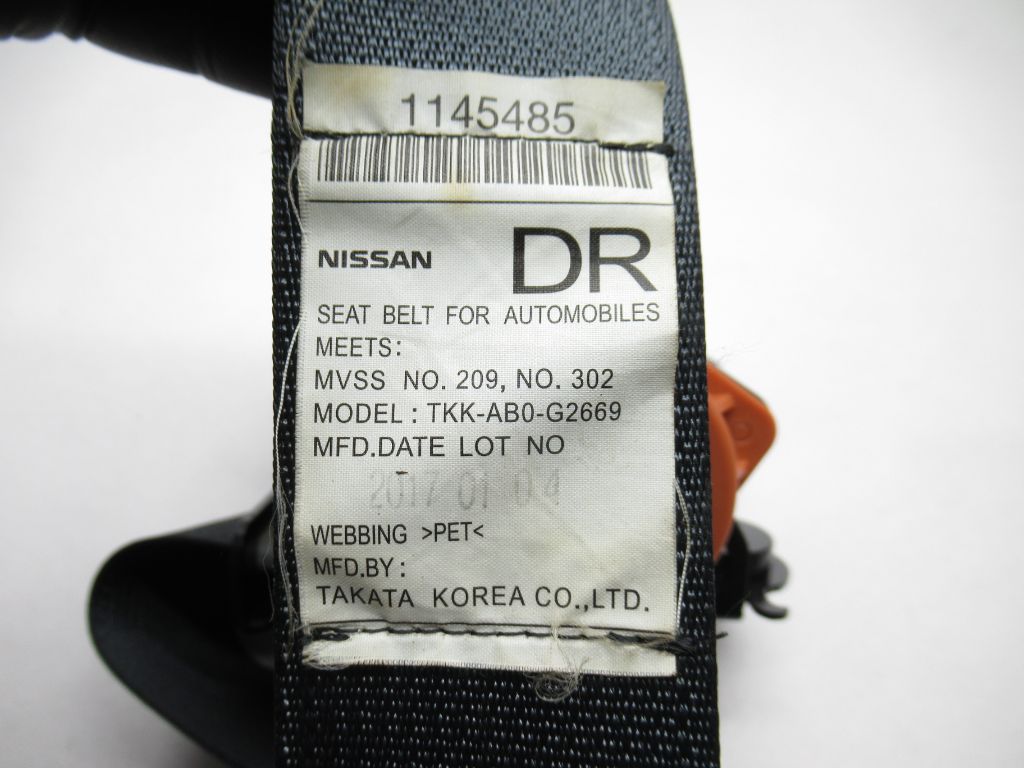 1145485
NISSAN DR
SEAT BELT FOR AUTOMOBILES
MEETS:
MVSS NO. 209, NO. 302
MODEL : TKK-AB0-G2669
MFD.DATE LOT NO
2017 01 04
WEBBING >PET<
MFD.BY :
TAKATA KOREA CO.,LTD.